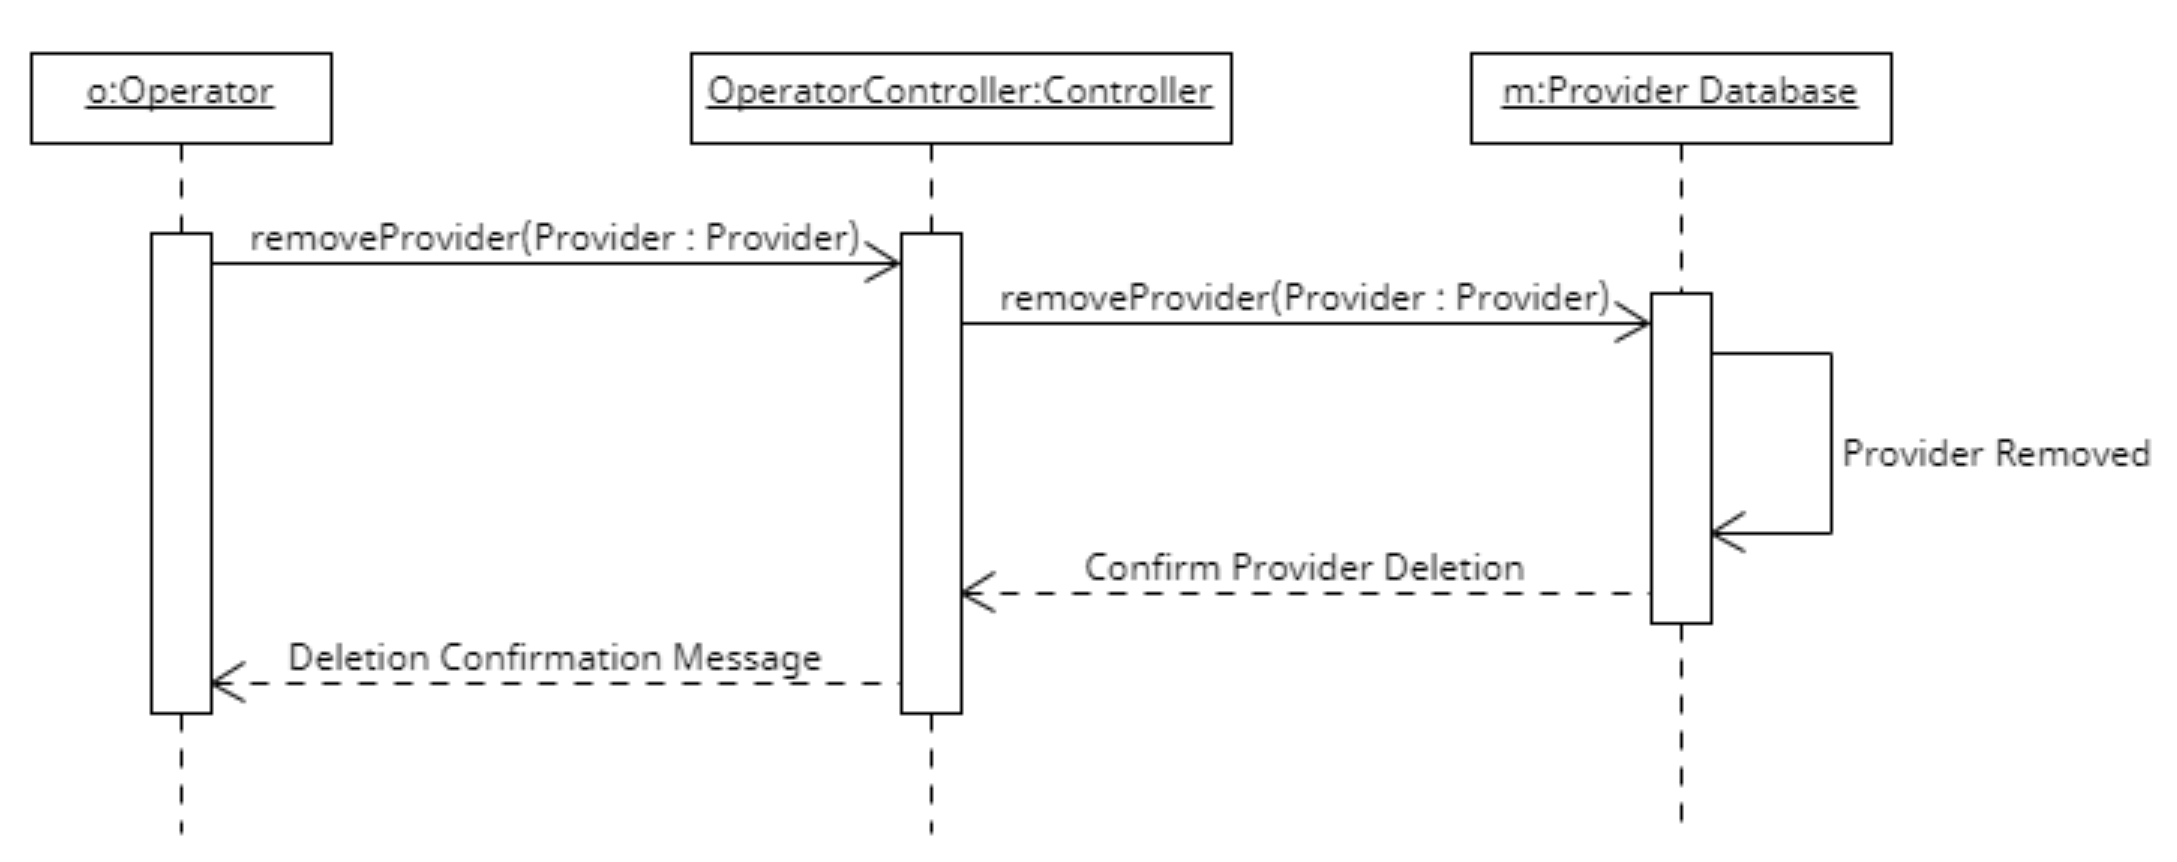 o:Operator
OperatorController:Controller
m:Provider Database
removeProvider(Provider : Provider)
removeProvider(Provider : Provider)
Provider Removed
Confirm Provider Deletion
Deletion Confirmation Message